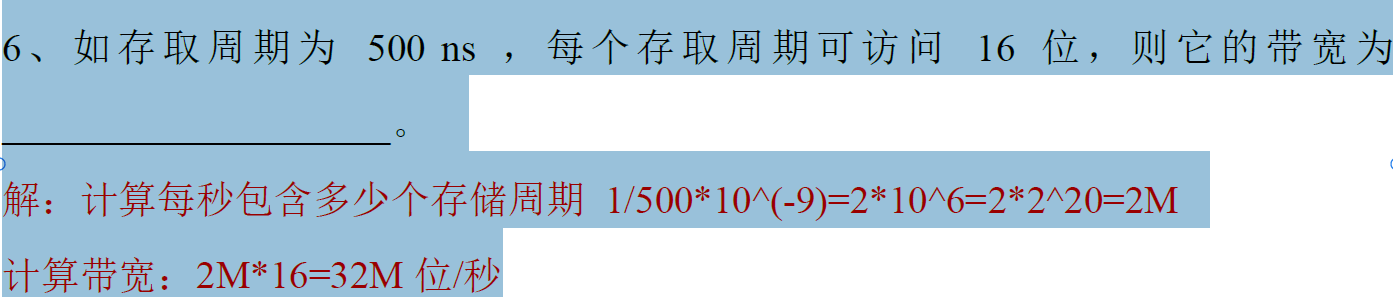 6、如存取周期为 500 ns ，每个存取周期可访问 16 位，则它的带宽为
____________________。
解：计算每秒包含多少个存储周期 1/500*10^(-9)=2*10^6=2*2^20=2M
计算带宽：2M*16=32M 位/秒